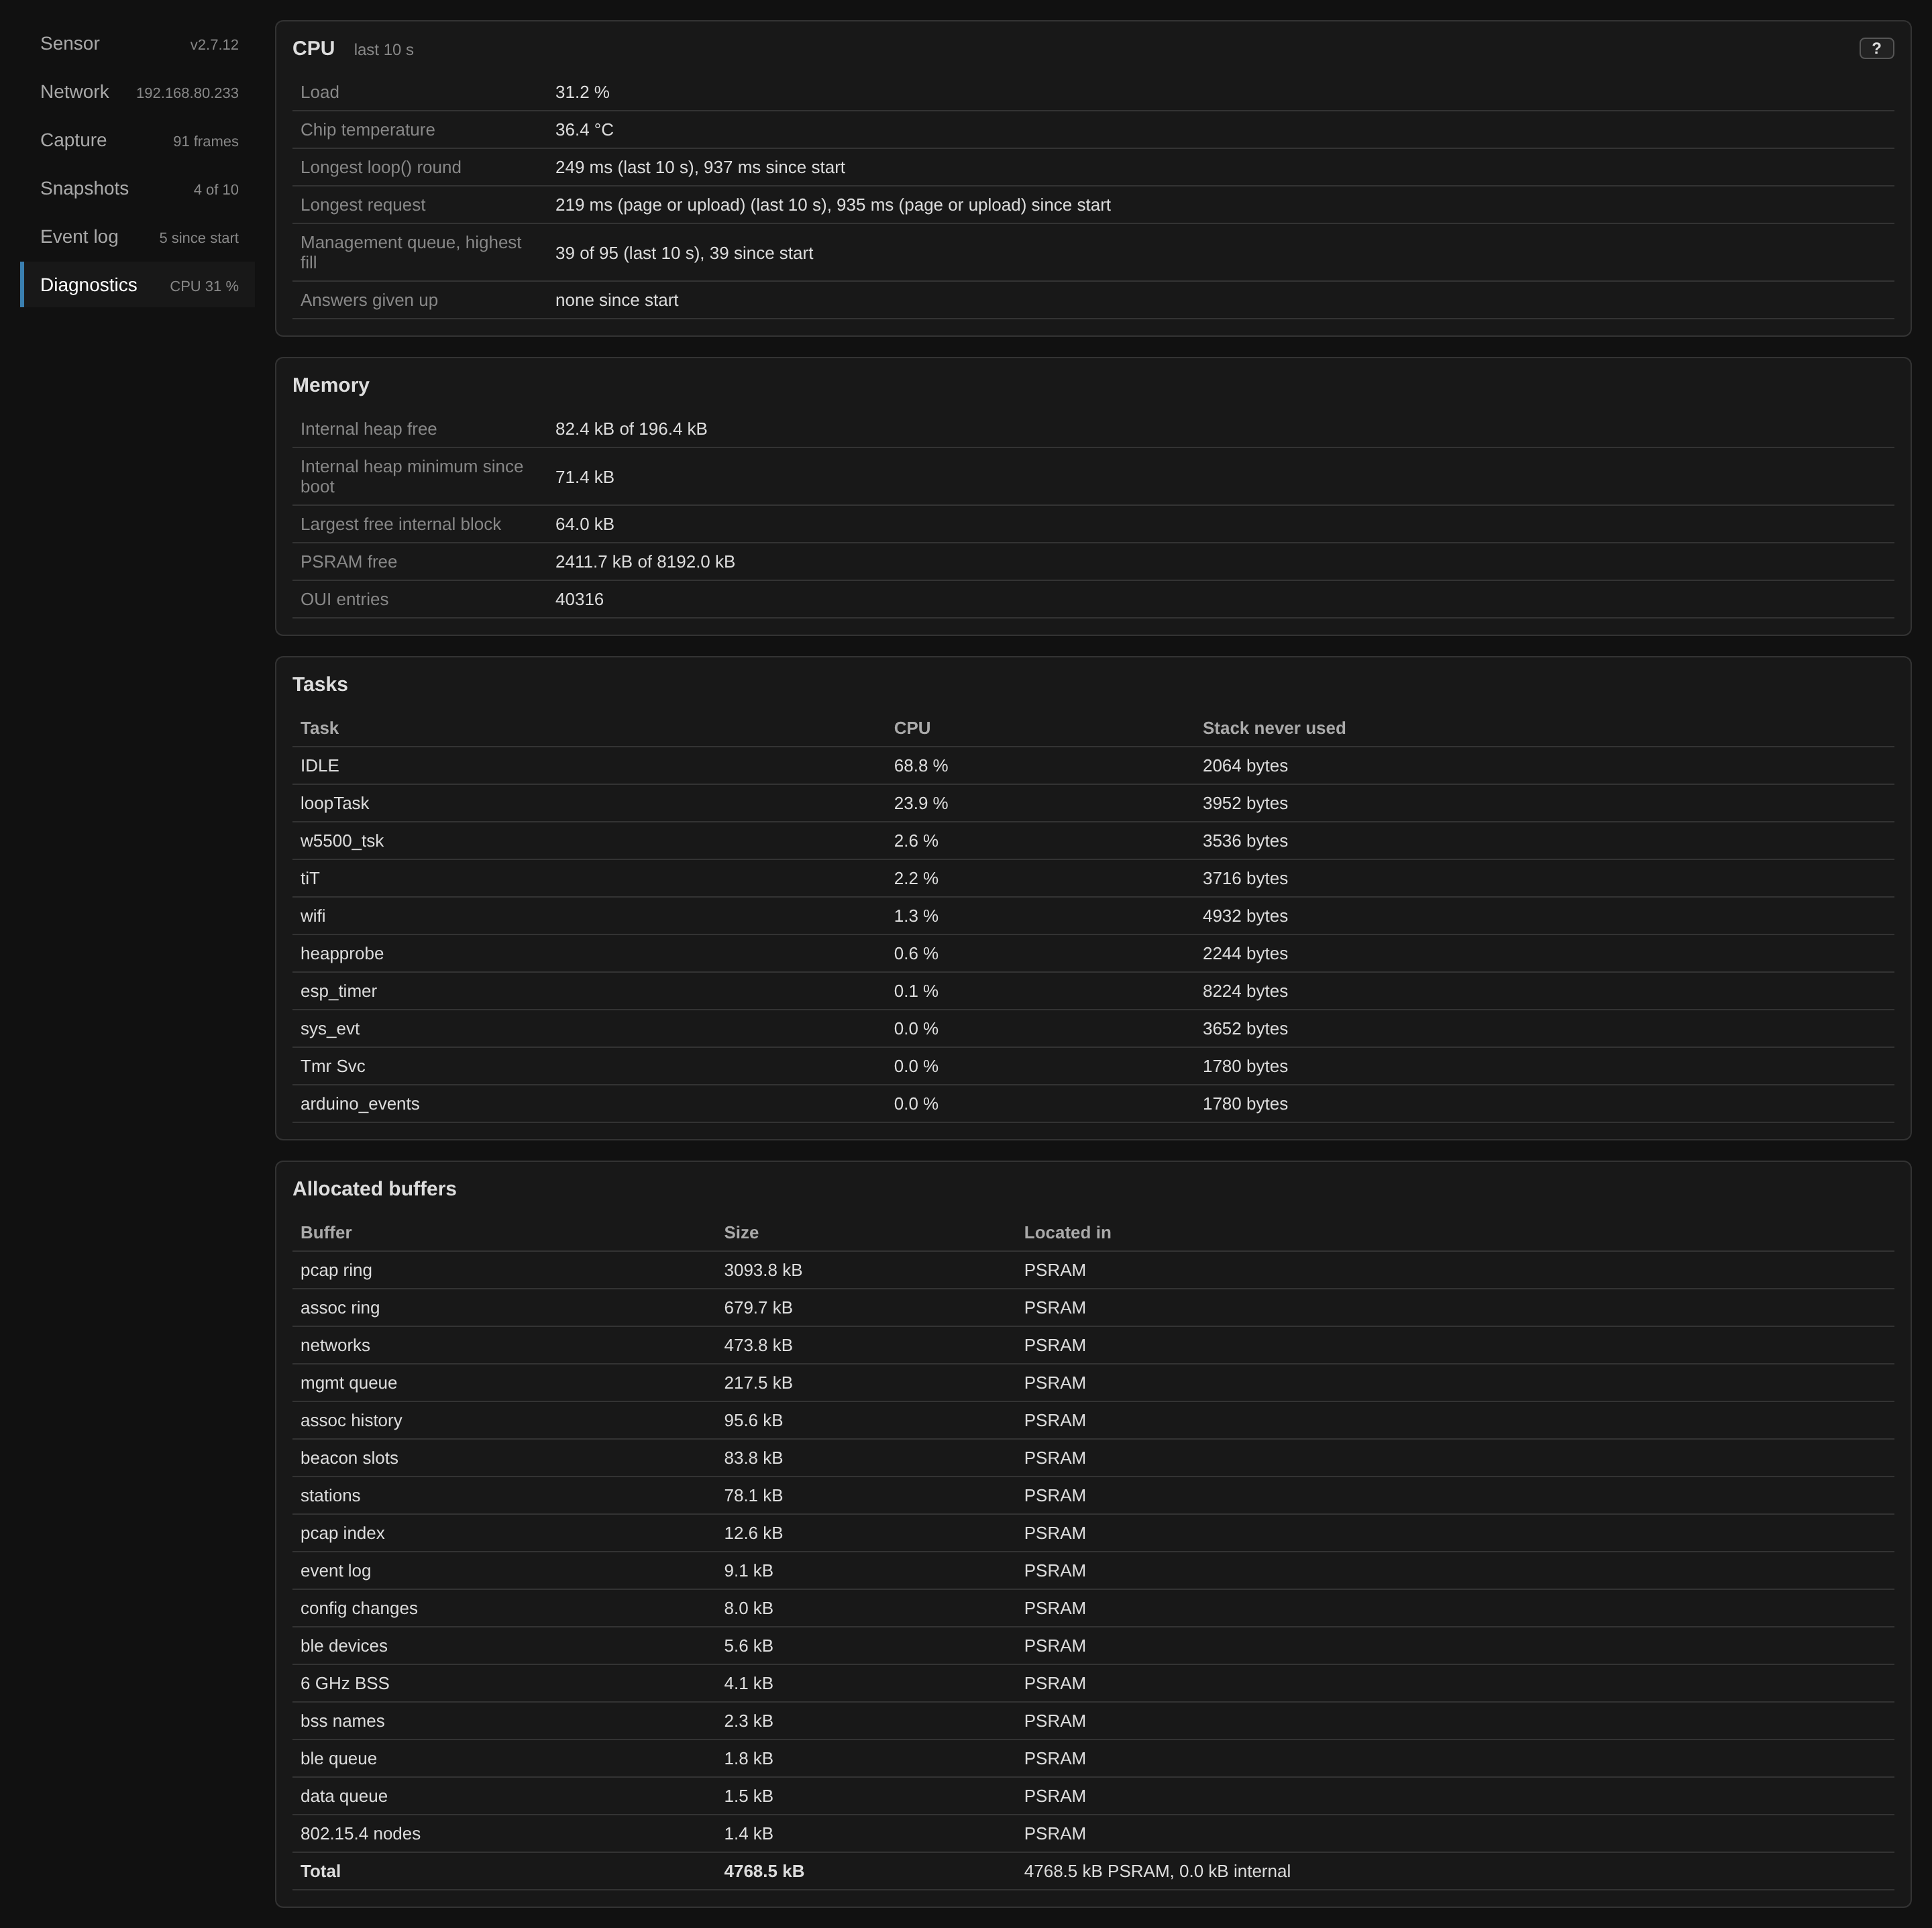 Sensor v2.7.12
Network 192.168.80.233
Capture 91 frames
Snapshots 4 of 10
Event log 5 since start
Diagnostics CPU 31 %
CPU last 10 s ?
Load 31.2 %
Chip temperature 36.4 °C
Longest loop() round 249 ms (last 10 s), 937 ms since start
Longest request 219 ms (page or upload) (last 10 s), 935 ms (page or upload) since start
Management queue, highest
fill
39 of 95 (last 10 s), 39 since start
Answers given up none since start
Memory
Internal heap free 82.4 kB of 196.4 kB
Internal heap minimum since
boot
71.4 kB
Largest free internal block 64.0 kB
PSRAM free 2411.7 kB of 8192.0 kB
OUI entries 40316
Tasks
Task CPU Stack never used
IDLE 68.8 % 2064 bytes
loopTask 23.9 % 3952 bytes
w5500_tsk 2.6 % 3536 bytes
tiT 2.2 % 3716 bytes
wifi 1.3 % 4932 bytes
heapprobe 0.6 % 2244 bytes
esp_timer 0.1 % 8224 bytes
sys_evt 0.0 % 3652 bytes
Tmr Svc 0.0 % 1780 bytes
arduino_events 0.0 % 1780 bytes
Allocated buffers
Buffer Size Located in
pcap ring 3093.8 kB PSRAM
assoc ring 679.7 kB PSRAM
networks 473.8 kB PSRAM
mgmt queue 217.5 kB PSRAM
assoc history 95.6 kB PSRAM
beacon slots 83.8 kB PSRAM
stations 78.1 kB PSRAM
pcap index 12.6 kB PSRAM
event log 9.1 kB PSRAM
config changes 8.0 kB PSRAM
ble devices 5.6 kB PSRAM
6 GHz BSS 4.1 kB PSRAM
bss names 2.3 kB PSRAM
ble queue 1.8 kB PSRAM
data queue 1.5 kB PSRAM
802.15.4 nodes 1.4 kB PSRAM
Total 4768.5 kB 4768.5 kB PSRAM, 0.0 kB internal